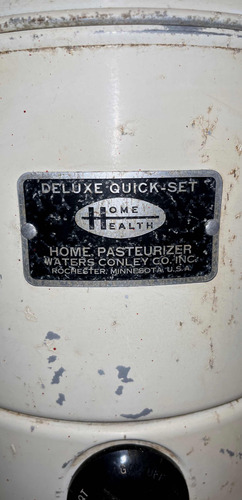 DELUXE QUICK-SET
HOME
HEALTH
HOME PASTEURIZER
WATERS CONLEY CO. INC.
ROCHESTER, MINNESOTA, U.S.A.